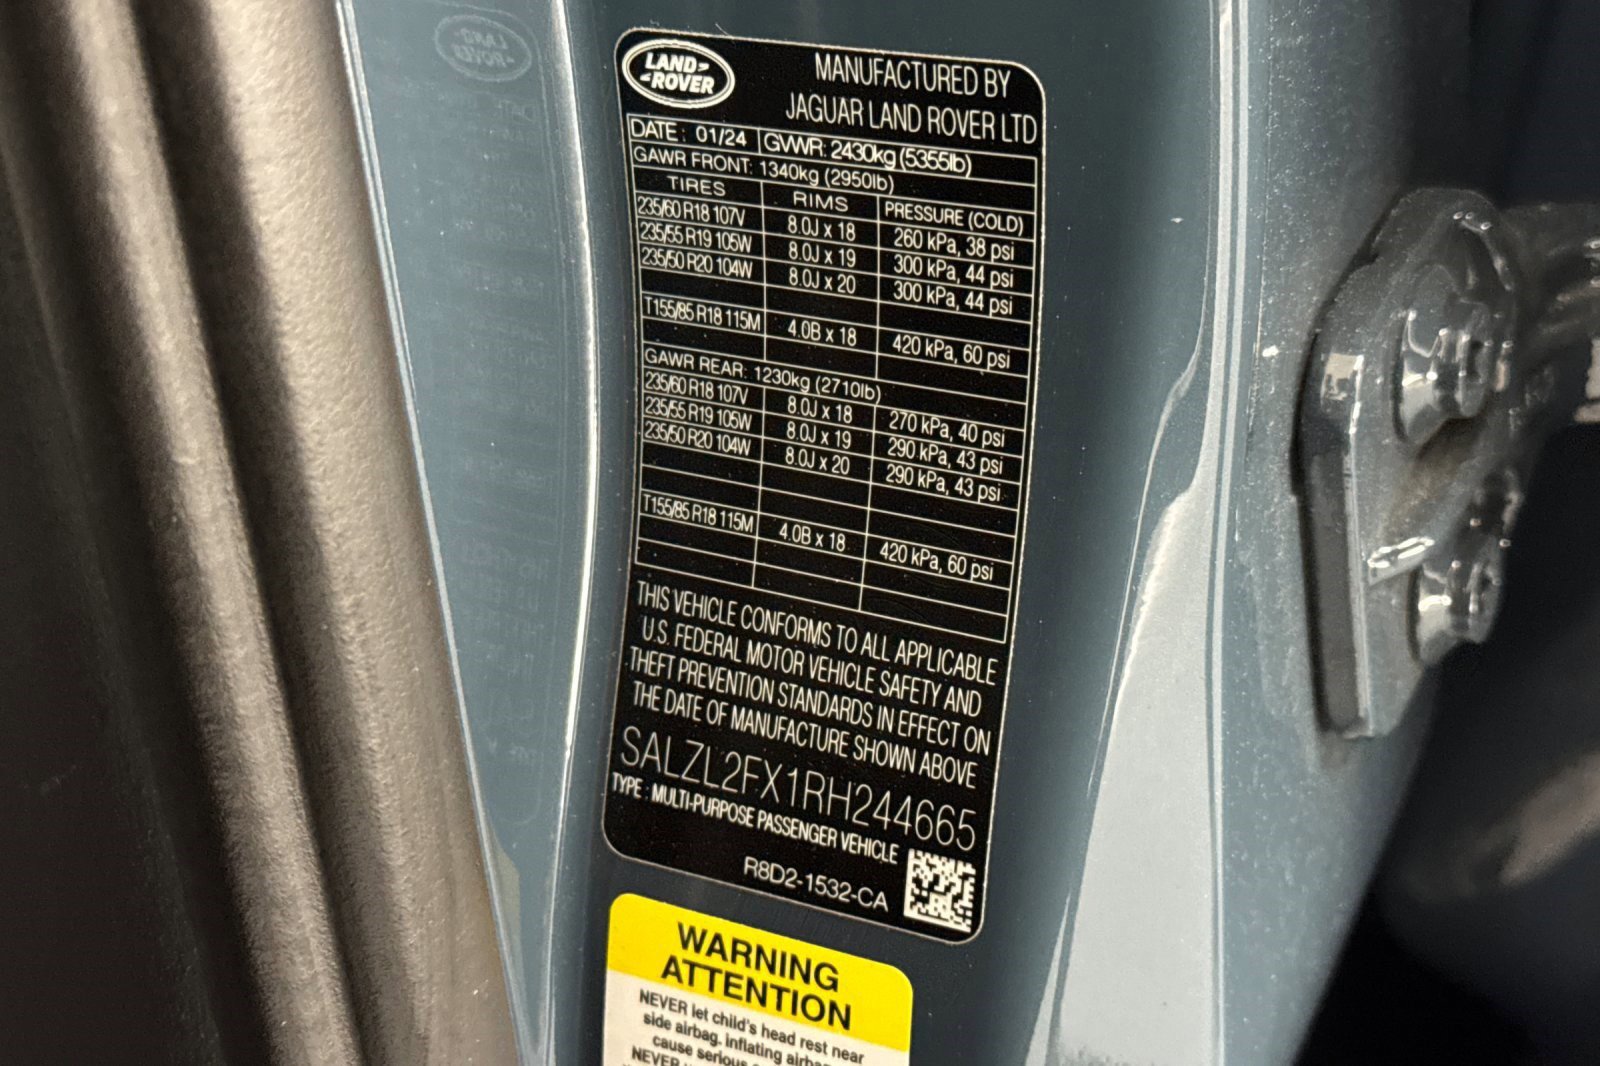 LAND ROVER
MANUFACTURED BY
JAGUAR LAND ROVER LTD
DATE: 01/24 GVWR: 2430kg (5355lb)
GAWR FRONT: 1340kg (2950lb)
TIRES RIMS PRESSURE (COLD)
235/60 R18 107V 8.0J x 18 260 kPa, 38 psi
235/55 R19 105W 8.0J x 19 300 kPa, 44 psi
235/50 R20 104W 8.0J x 20 300 kPa, 44 psi
T155/85 R18 115M 4.0B x 18 420 kPa, 60 psi
GAWR REAR: 1230kg (2710lb)
235/60 R18 107V 8.0J x 18 270 kPa, 40 psi
235/55 R19 105W 8.0J x 19 290 kPa, 43 psi
235/50 R20 104W 8.0J x 20 290 kPa, 43 psi
T155/85 R18 115M 4.0B x 18 420 kPa, 60 psi
THIS VEHICLE CONFORMS TO ALL APPLICABLE
U.S. FEDERAL MOTOR VEHICLE SAFETY AND
THEFT PREVENTION STANDARDS IN EFFECT ON
THE DATE OF MANUFACTURE SHOWN ABOVE
SALZL2FX1RH244665
TYPE : MULTI-PURPOSE PASSENGER VEHICLE
R8D2-1532-CA
WARNING
ATTENTION
NEVER let child's head rest near
side airbag. inflating
cause serious
NEVER